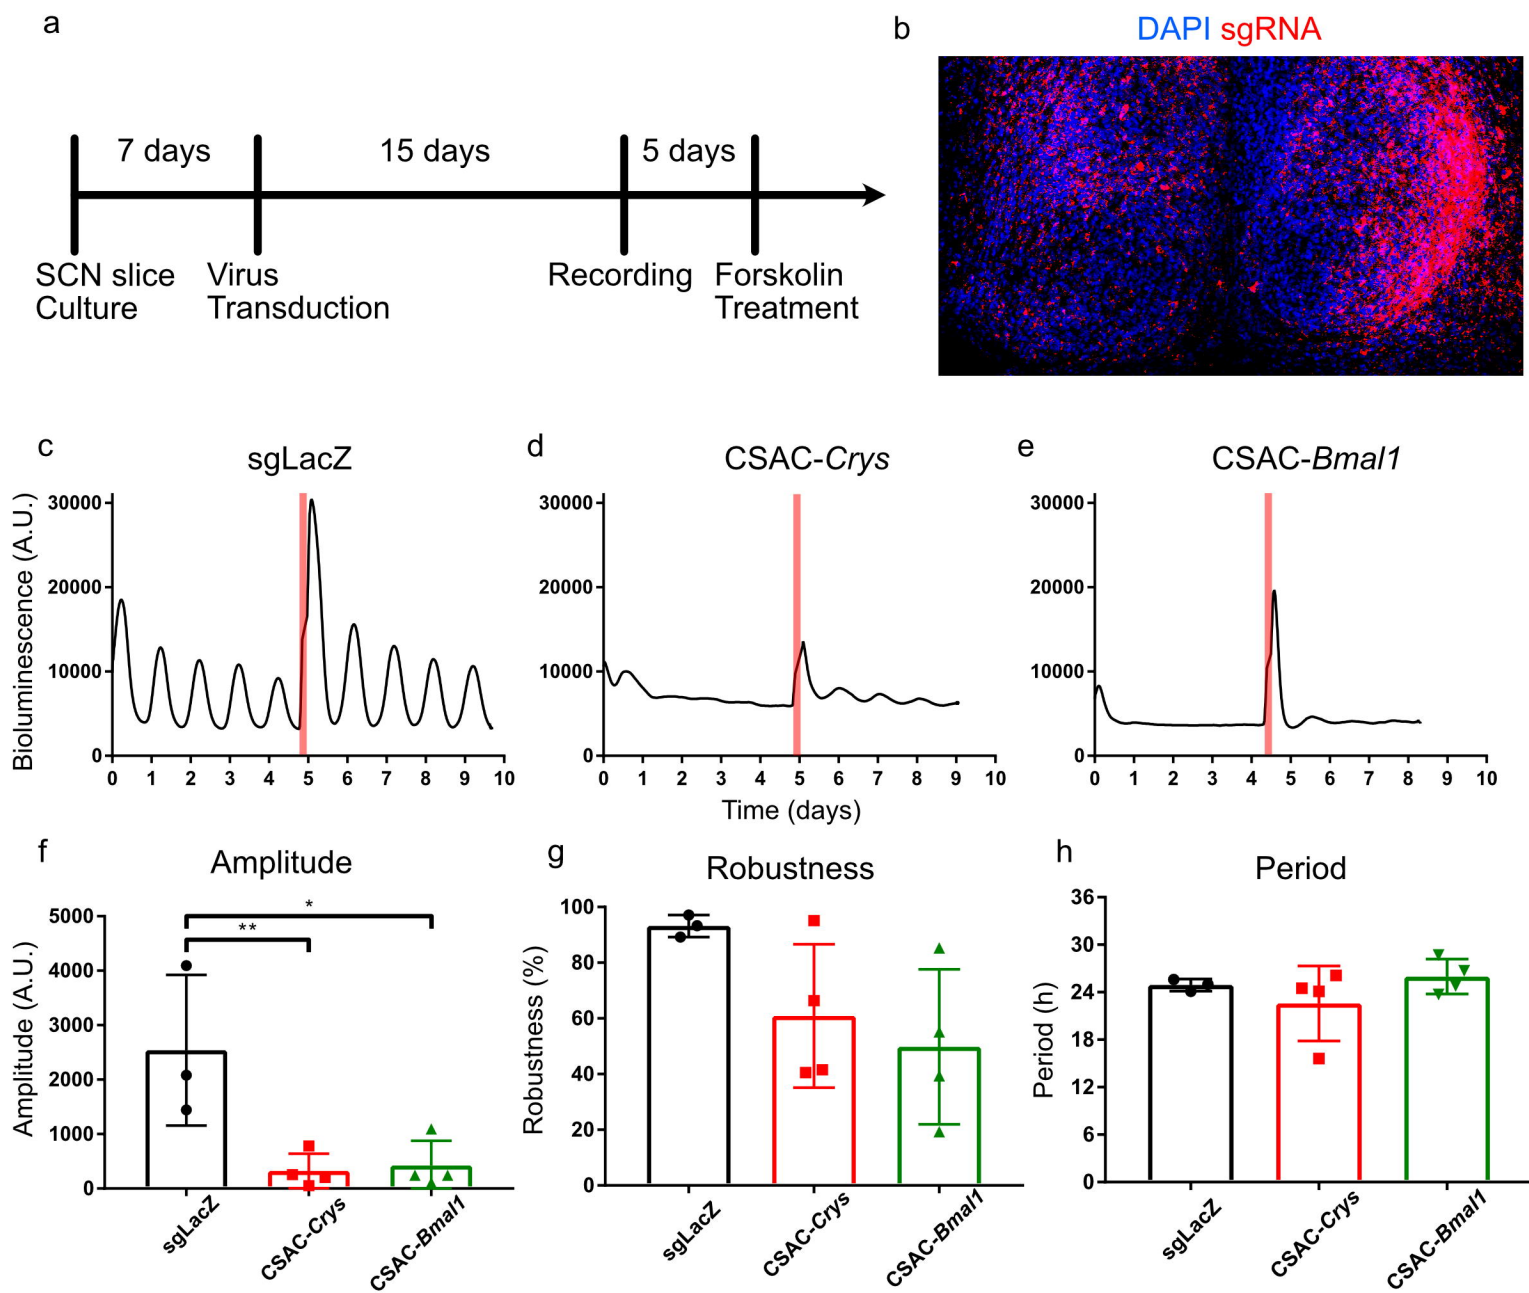 a
7 days
15 days
5 days
SCN slice
Culture
Virus
Transduction
Recording
Forskolin
Treatment
b
DAPI sgRNA
c
sgLacZ
Bioluminescence (A.U.)
30000
20000
10000
0
0 1 2 3 4 5 6 7 8 9 10
d
CSAC-Crys
30000
20000
10000
0
0 1 2 3 4 5 6 7 8 9 10
Time (days)
e
CSAC-Bmal1
30000
20000
10000
0
0 1 2 3 4 5 6 7 8 9 10
f
Amplitude
Amplitude (A.U.)
5000
4000
3000
2000
1000
0
*
**
sgLacZ
CSAC-Crys
CSAC-Bmal1
g
Robustness
Robustness (%)
100
80
60
40
20
0
sgLacZ
CSAC-Crys
CSAC-Bmal1
h
Period
Period (h)
36
30
24
18
12
6
0
sgLacZ
CSAC-Crys
CSAC-Bmal1